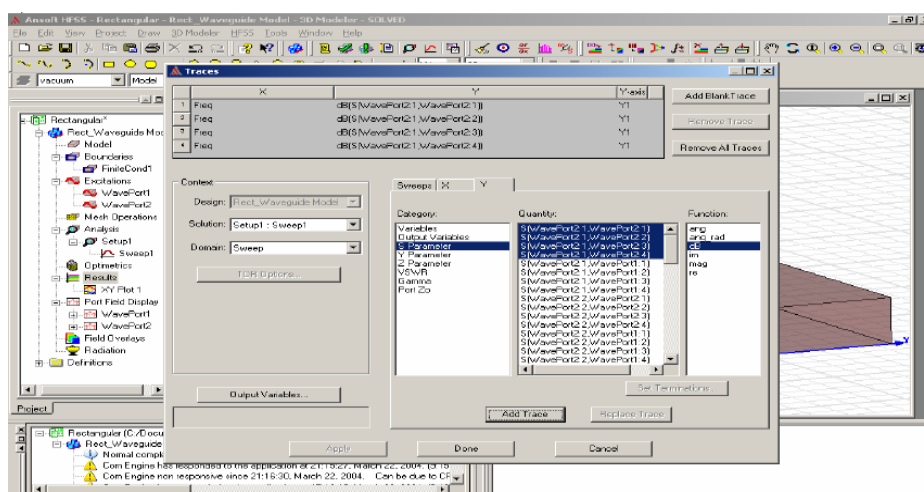 Ansoft HFSS - Rectangular - Rect_Waveguide Model - 3D Modeler - SOLVED
File Edit View Project Draw 3D Modeler HFSS Tools Window Help
vacuum Model
Traces
X Y Y-axis
1 Freq dB(S(WavePort2:1,WavePort2:1)) Y1
2 Freq dB(S(WavePort2:1,WavePort2:2)) Y1
3 Freq dB(S(WavePort2:1,WavePort2:3)) Y1
4 Freq dB(S(WavePort2:1,WavePort2:4)) Y1
Add Blank Trace
Remove Trace
Remove All Traces
Rectangular*
Rect_Waveguide Mod
Model
Boundaries
FiniteCond1
Excitations
WavePort1
WavePort2
Mesh Operations
Analysis
Setup1
Sweep1
Optimetrics
Results
XY Plot 1
Port Field Display
WavePort1
WavePort2
Field Overlays
Radiation
Definitions
Project
Context
Design: Rect_Waveguide Model
Solution: Setup1 : Sweep1
Domain: Sweep
TDR Options...
Output Variables...
Sweeps X Y
Category:
Variables
Output Variables
S Parameter
Y Parameter
Z Parameter
VSWR
Gamma
Port Zo
Quantity:
S(WavePort2:1,WavePort2:1)
S(WavePort2:1,WavePort2:2)
S(WavePort2:1,WavePort2:3)
S(WavePort2:1,WavePort2:4)
S(WavePort2:1,WavePort1:1)
S(WavePort2:1,WavePort1:2)
S(WavePort2:1,WavePort1:3)
S(WavePort2:1,WavePort1:4)
S(WavePort2:2,WavePort2:1)
S(WavePort2:2,WavePort2:2)
S(WavePort2:2,WavePort2:3)
S(WavePort2:2,WavePort2:4)
S(WavePort2:2,WavePort1:1)
S(WavePort2:2,WavePort1:2)
S(WavePort2:2,WavePort1:3)
S(WavePort2:2,WavePort1:4)
Function:
ang
ang_rad
dB
im
mag
re
Set Terminations...
Add Trace
Replace Trace
Apply
Done
Cancel
Y
Rectangular (C:/Docu
Rect_Waveguide
Normal compl
Com Engine has responded to the application at 21:15:27, March 22, 2004.
Com Engine non responsive since 21:16:30, March 22, 2004. Can be due to CP